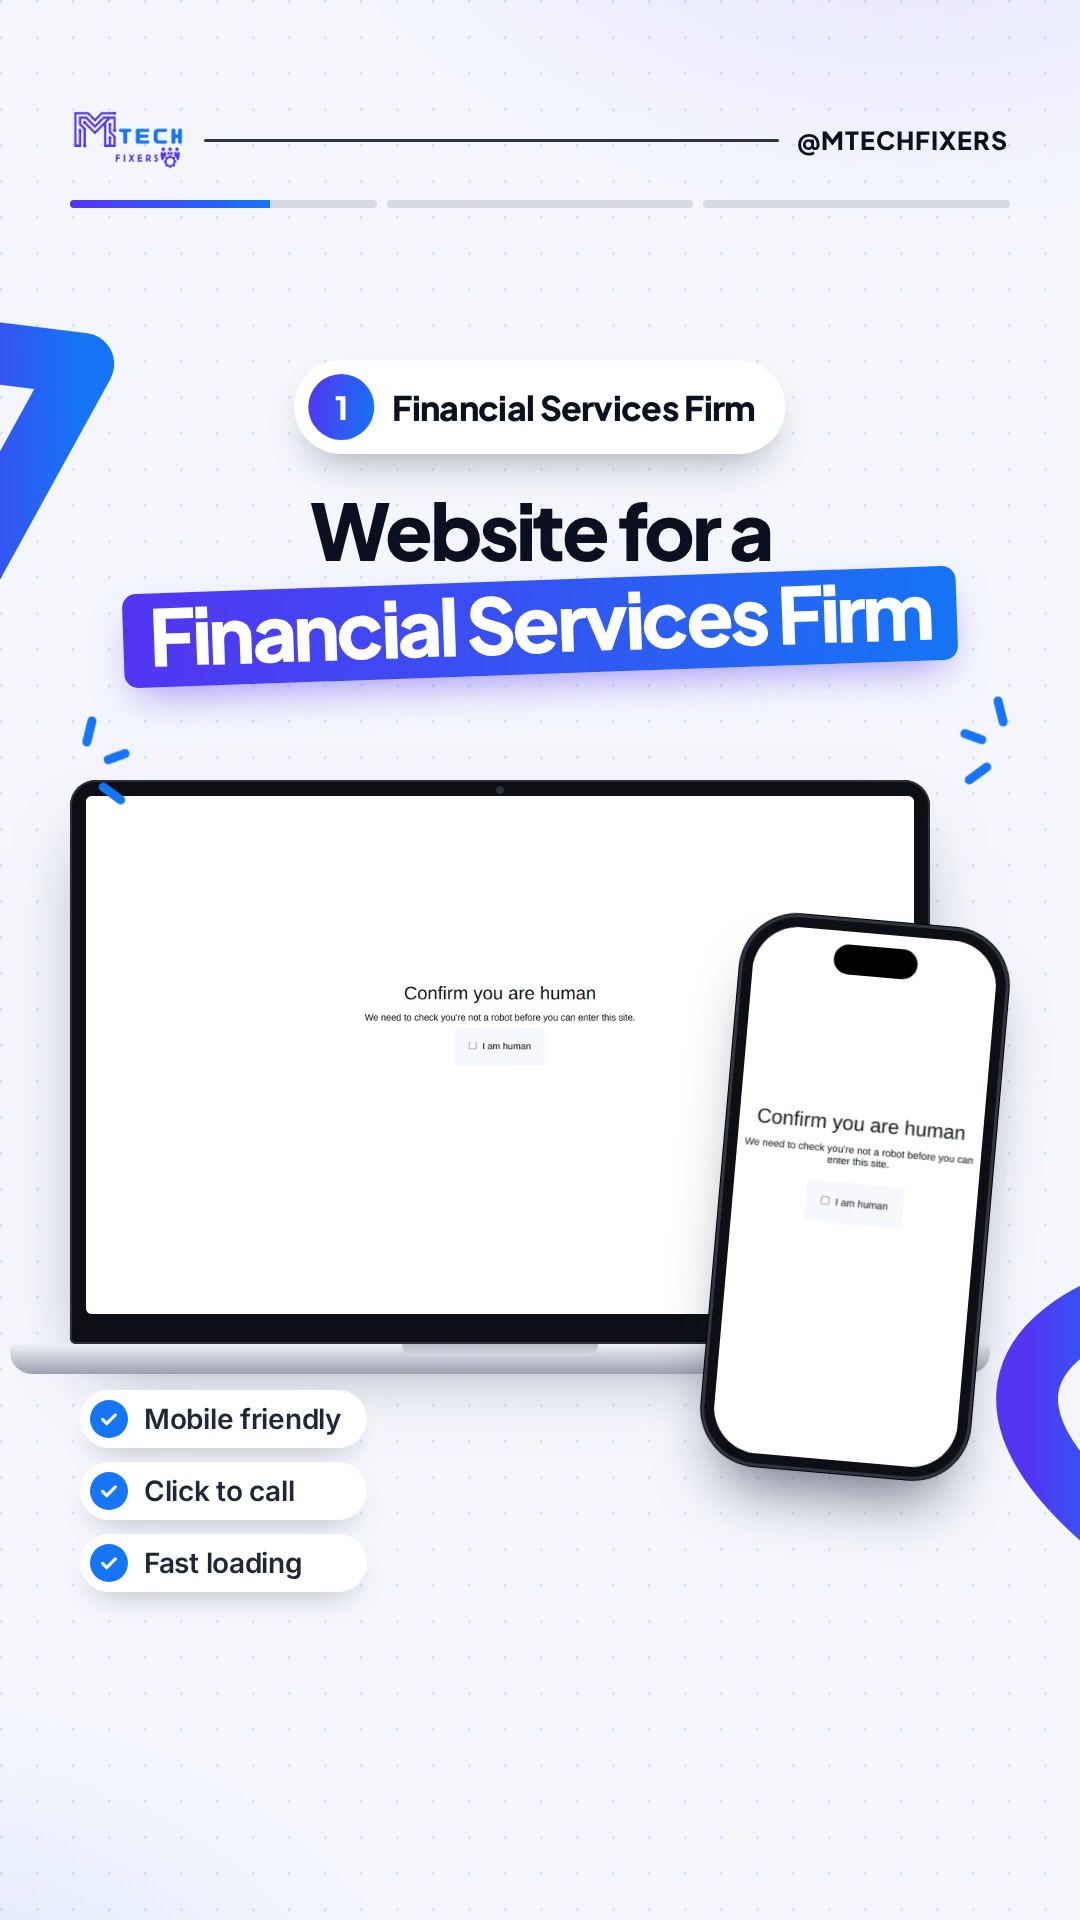 MTECH
FIXERS
@MTECHFIXERS
1 Financial Services Firm
Website for a
Financial Services Firm
Confirm you are human
We need to check you're not a robot before you can enter this site.
I am human
Confirm you are human
We need to check you're not a robot before you can
enter this site.
I am human
Mobile friendly
Click to call
Fast loading